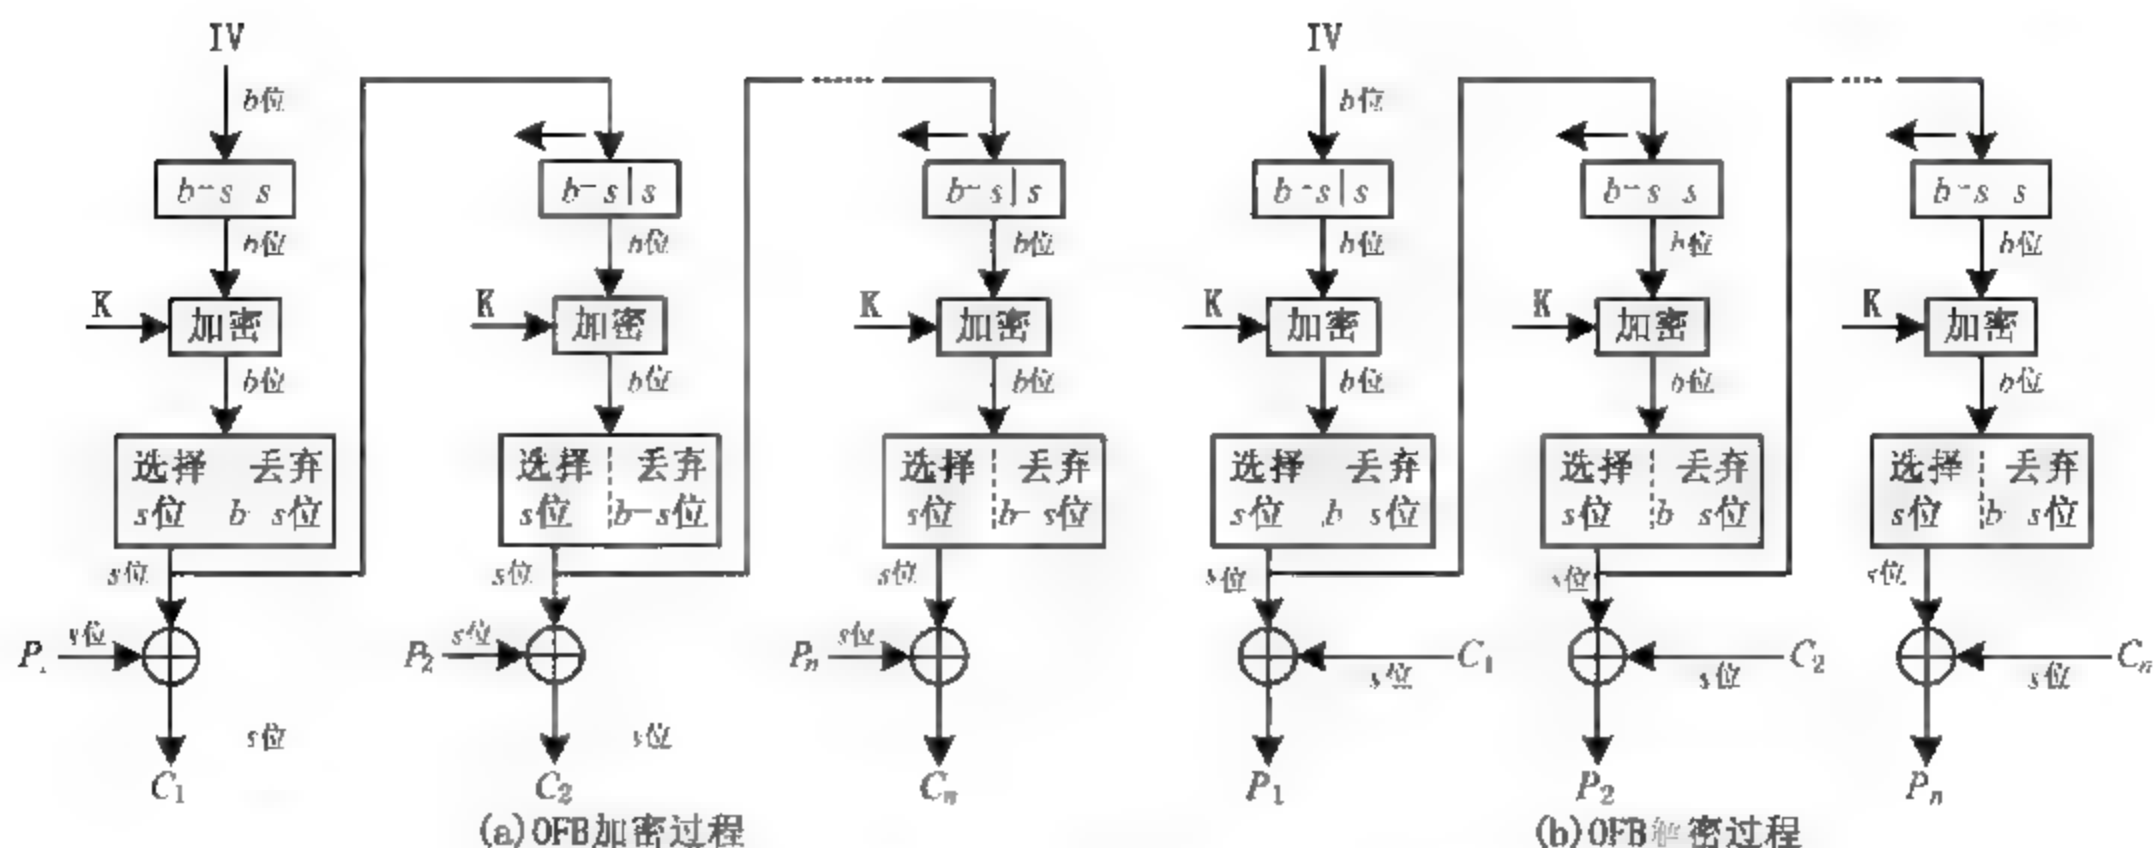 IV
IV
b位
b位
b-s s
b-s|s
b-s|s
b-s|s
b-s s
b-s s
b位
b位
b位
b位
b位
b位
K
加密
K
加密
K
加密
K
加密
K
加密
K
加密
b位
b位
b位
b位
b位
b位
选择 丢弃
s位 b s位
选择 丢弃
s位 b-s位
选择 丢弃
s位 b-s位
选择 丢弃
s位 b s位
选择 丢弃
s位 b s位
选择 丢弃
s位 b s位
s位
s位
s位
s位
s位
s位
s位
P2
s位
Pn
s位
C1
s位
C2
s位
Cn
s位
s位
s位
C1
C2
Cn
P1
P2
Pn
(a)OFB加密过程
(b)OFB解密过程